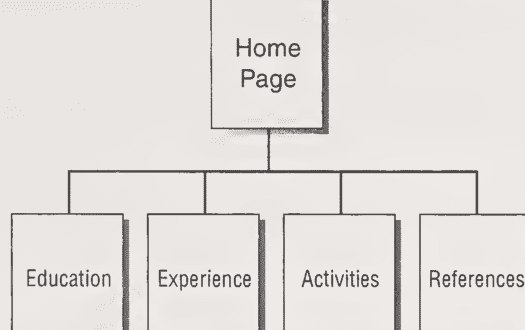 Home
Page
Education
Experience
Activities
References